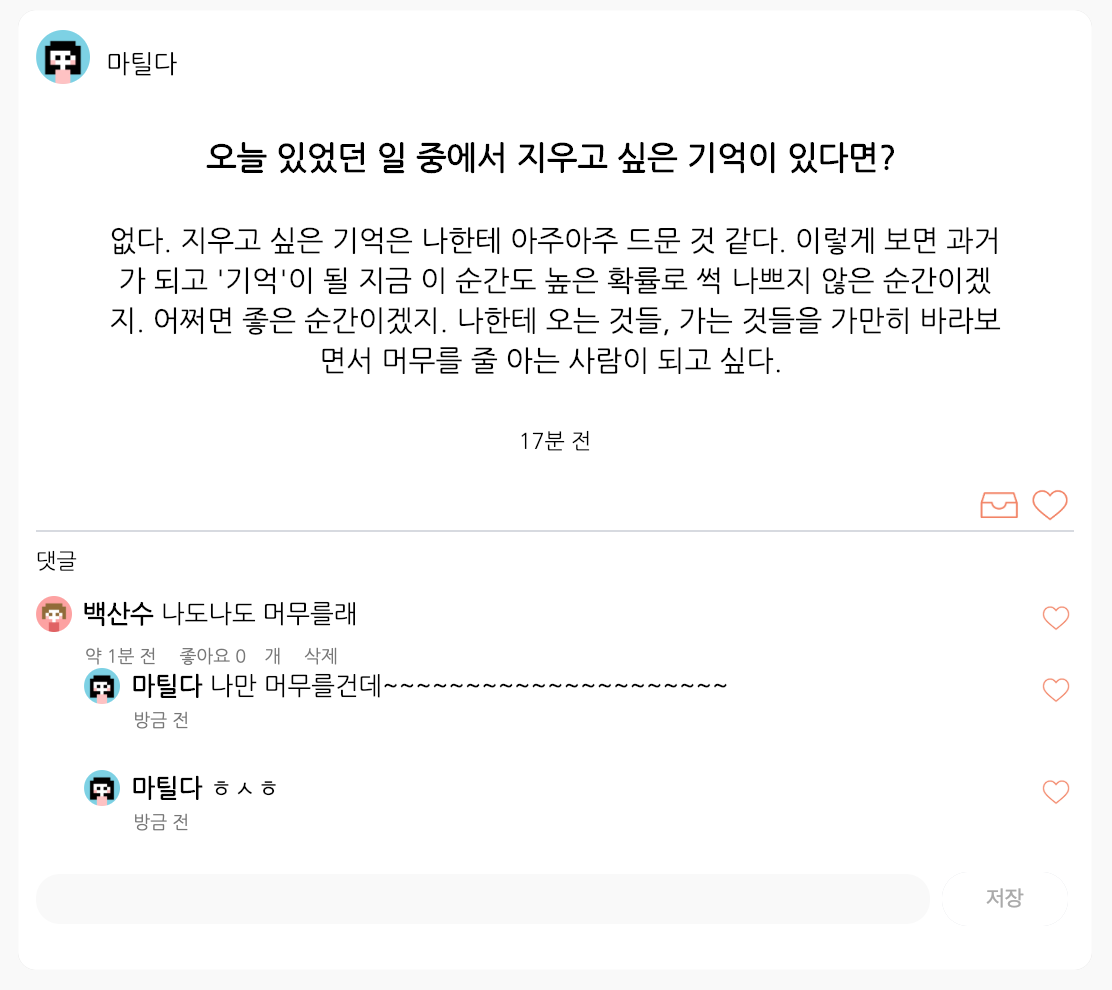 마틸다
오늘 있었던 일 중에서 지우고 싶은 기억이 있다면?
없다. 지우고 싶은 기억은 나한테 아주아주 드문 것 같다. 이렇게 보면 과거
가 되고 '기억'이 될 지금 이 순간도 높은 확률로 썩 나쁘지 않은 순간이겠
지. 어쩌면 좋은 순간이겠지. 나한테 오는 것들, 가는 것들을 가만히 바라보
면서 머무를 줄 아는 사람이 되고 싶다.
17분 전
댓글
백산수 나도나도 머무를래
약 1분 전 좋아요 0 개 삭제
마틸다 나만 머무를건데~~~~~~~~~~~~~~~~~~~~~~~~~
방금 전
마틸다 ㅎㅅㅎ
방금 전
저장